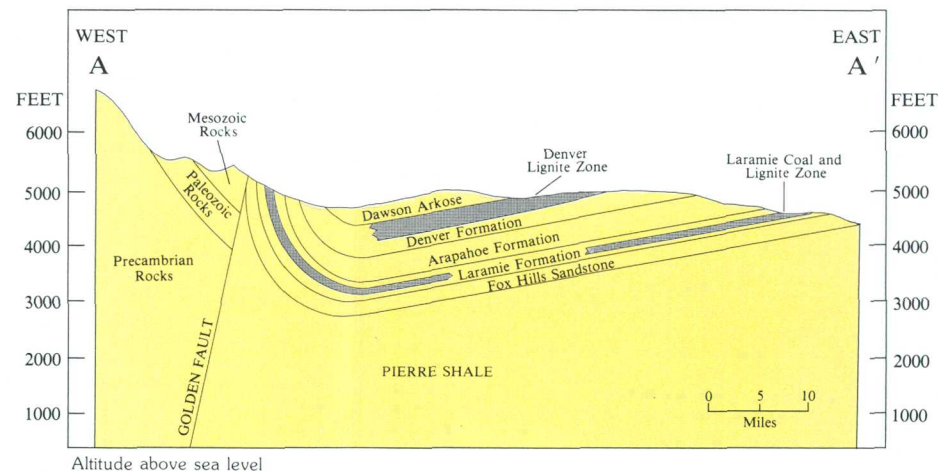 WEST
EAST
A
A'
FEET
FEET
6000
6000
5000
5000
4000
4000
3000
3000
2000
2000
1000
1000
Mesozoic
Rocks
Paleozoic
Rocks
Precambrian
Rocks
GOLDEN FAULT
Denver
Lignite Zone
Laramie Coal and
Lignite Zone
Dawson Arkose
Denver Formation
Arapahoe Formation
Laramie Formation
Fox Hills Sandstone
PIERRE SHALE
0 5 10
Miles
Altitude above sea level